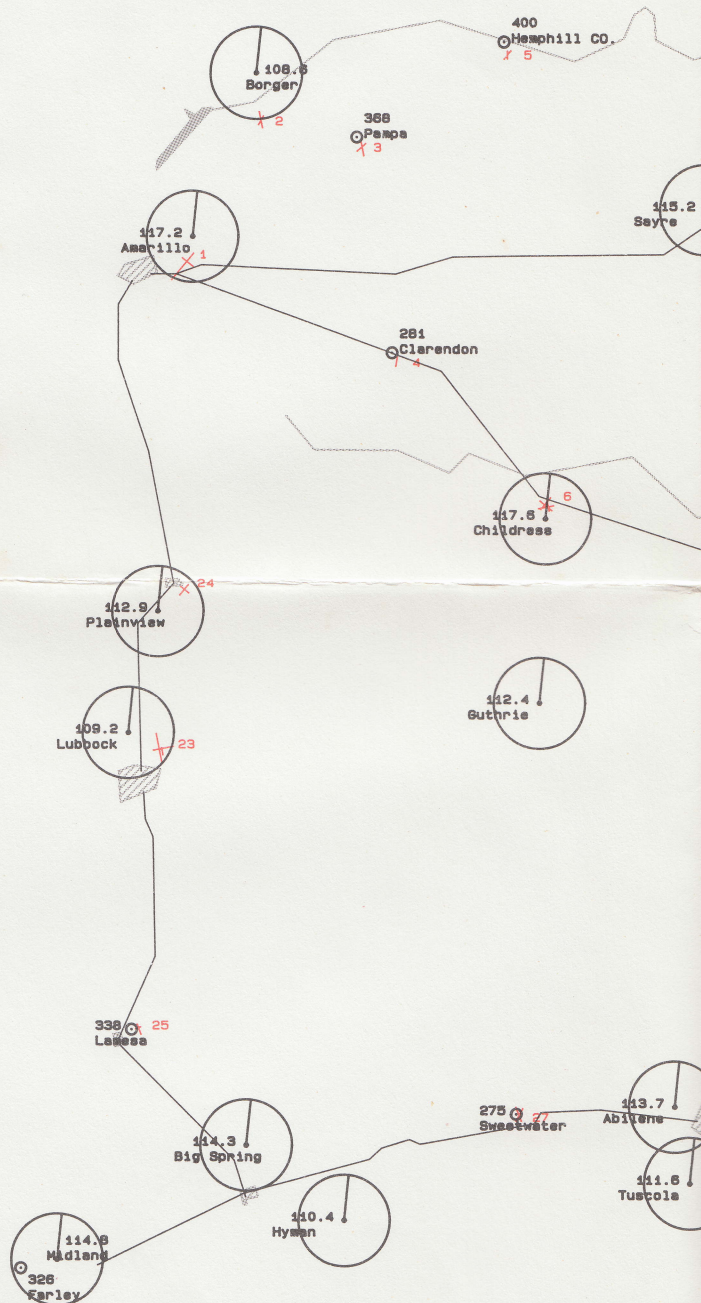 400
Hemphill CO.
5
108.6
Borger
2
368
Pampa
3
115.2
Sayre
117.2
Amarillo
1
281
Clarendon
4
6
117.6
Childress
24
112.9
Plainview
112.4
Guthrie
109.2
Lubbock
23
338
25
Lamesa
113.7
Abilene
275
27
Sweetwater
114.3
Big Spring
111.6
Tuscola
110.4
Hyman
114.8
Midland
326
Farley